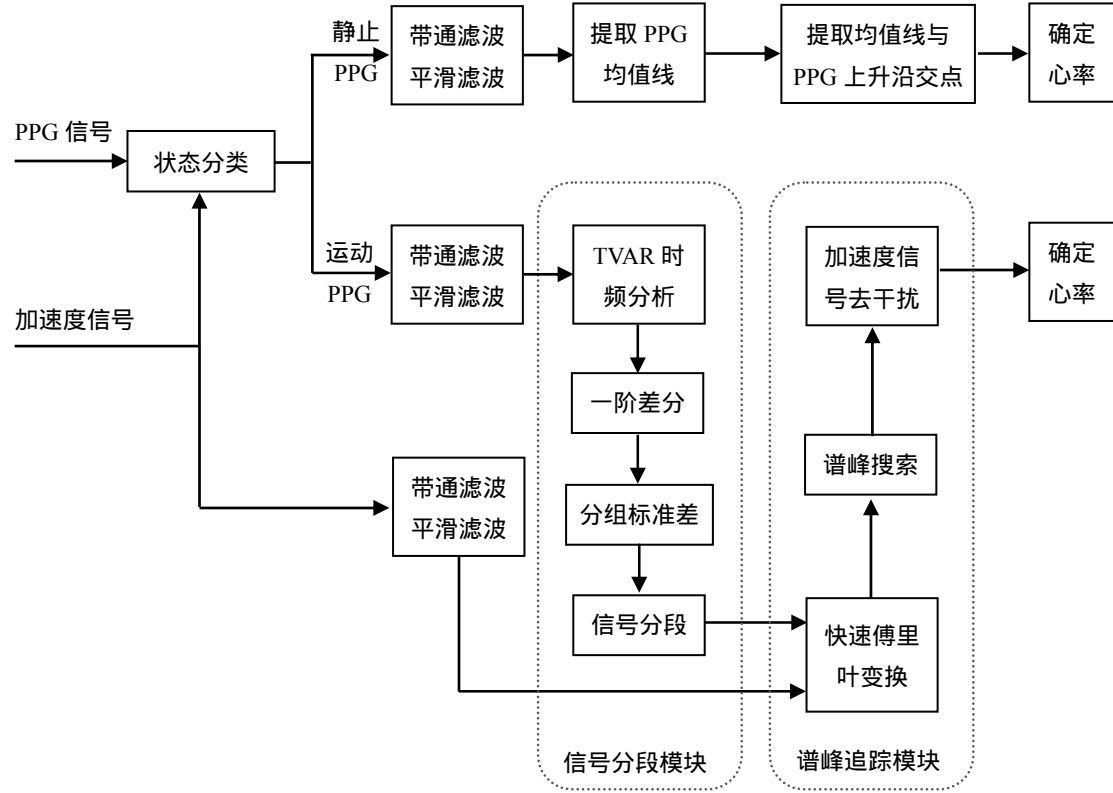 静止
PPG
带通滤波
平滑滤波
提取 PPG
均值线
提取均值线与
PPG 上升沿交点
确定
心率
PPG 信号
状态分类
运动
PPG
带通滤波
平滑滤波
TVAR 时
频分析
加速度信
号去干扰
确定
心率
加速度信号
一阶差分
谱峰搜索
带通滤波
平滑滤波
分组标准差
信号分段
快速傅里
叶变换
信号分段模块
谱峰追踪模块